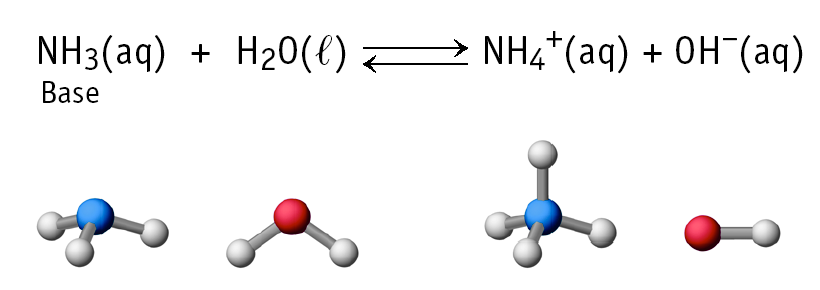 NH3(aq) + H2O(ℓ) ⇌ NH4+(aq) + OH−(aq)
Base